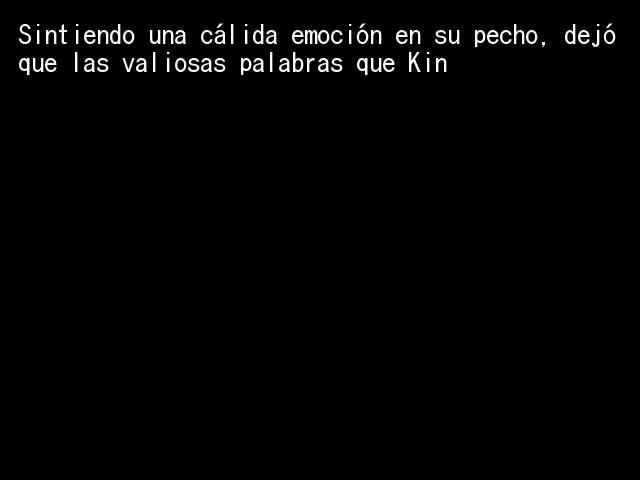 Sintiendo una cálida emoción en su pecho, dejó
que las valiosas palabras que Kin